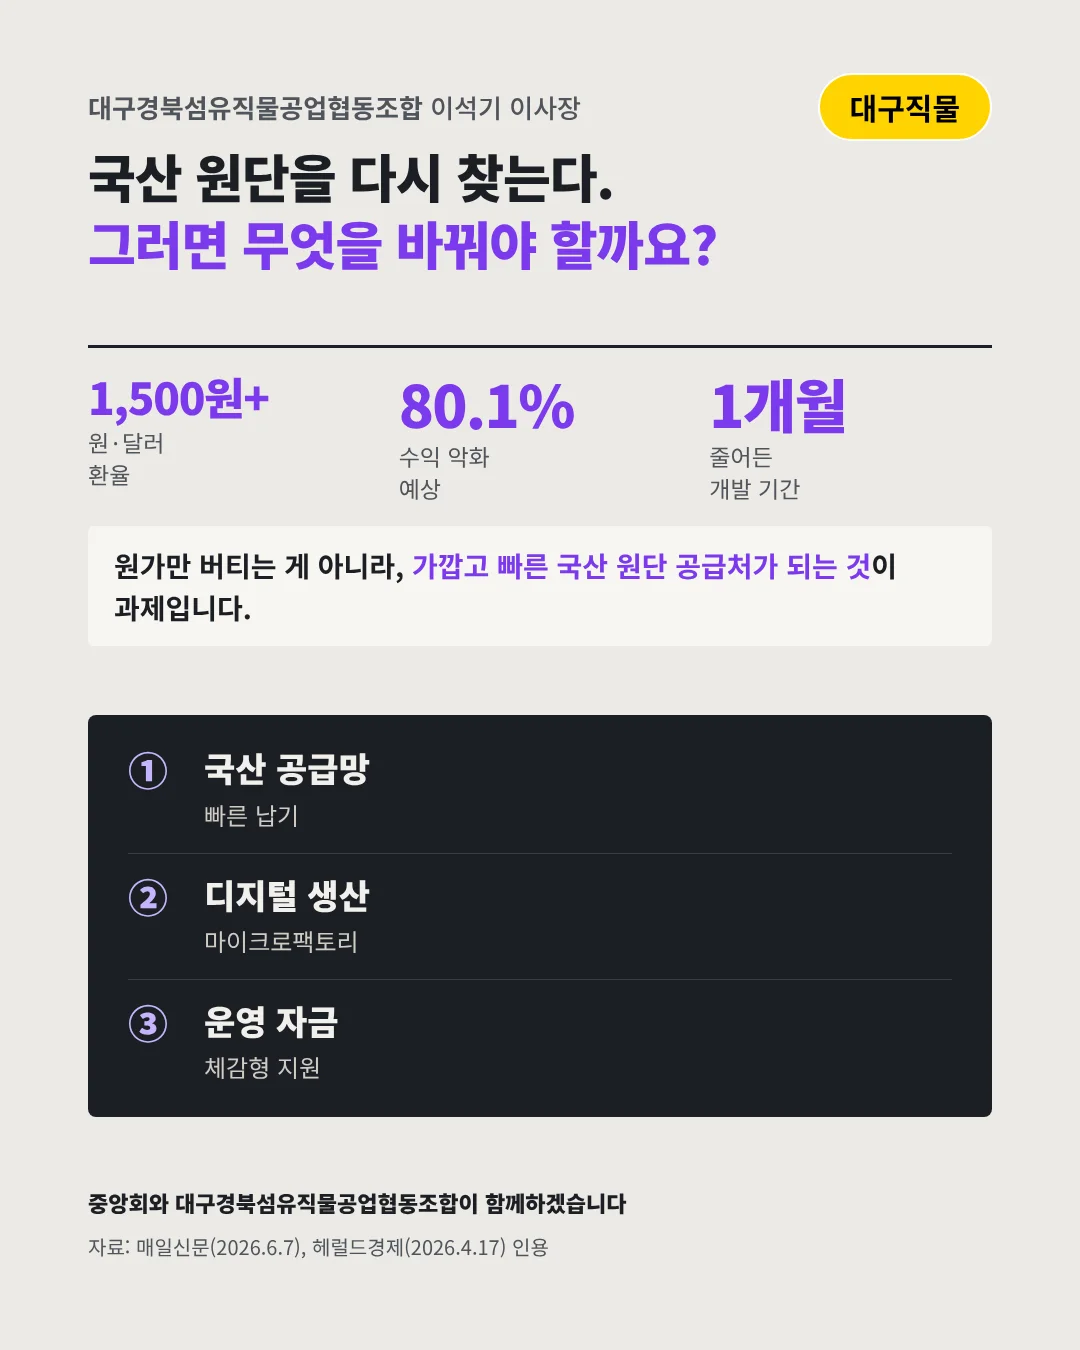 대구경북섬유직물공업협동조합 이석기 이사장
대구직물
국산 원단을 다시 찾는다.
그러면 무엇을 바꿔야 할까요?
1,500원+
원·달러
환율
80.1%
수익 악화
예상
1개월
줄어든
개발 기간
원가만 버티는 게 아니라, 가깝고 빠른 국산 원단 공급처가 되는 것이
과제입니다.
① 국산 공급망
빠른 납기
② 디지털 생산
마이크로팩토리
③ 운영 자금
체감형 지원
중앙회와 대구경북섬유직물공업협동조합이 함께하겠습니다
자료: 매일신문(2026.6.7), 헤럴드경제(2026.4.17) 인용